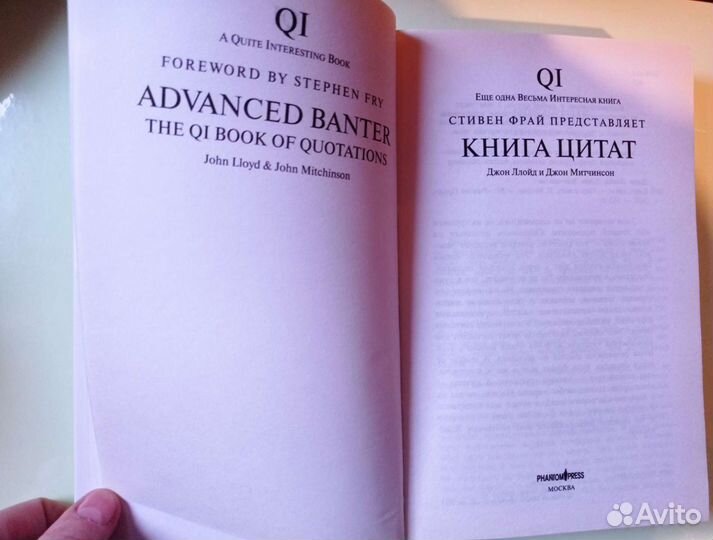 QI
A Quite Interesting Book
FOREWORD BY STEPHEN FRY
ADVANCED BANTER
THE QI BOOK OF QUOTATIONS
John Lloyd & John Mitchinson
QI
Еще одна Весьма Интересная книга
СТИВЕН ФРАЙ ПРЕДСТАВЛЯЕТ
КНИГА ЦИТАТ
Джон Ллойд и Джон Митчинсон
PHANTOM PRESS
МОСКВА
Avito